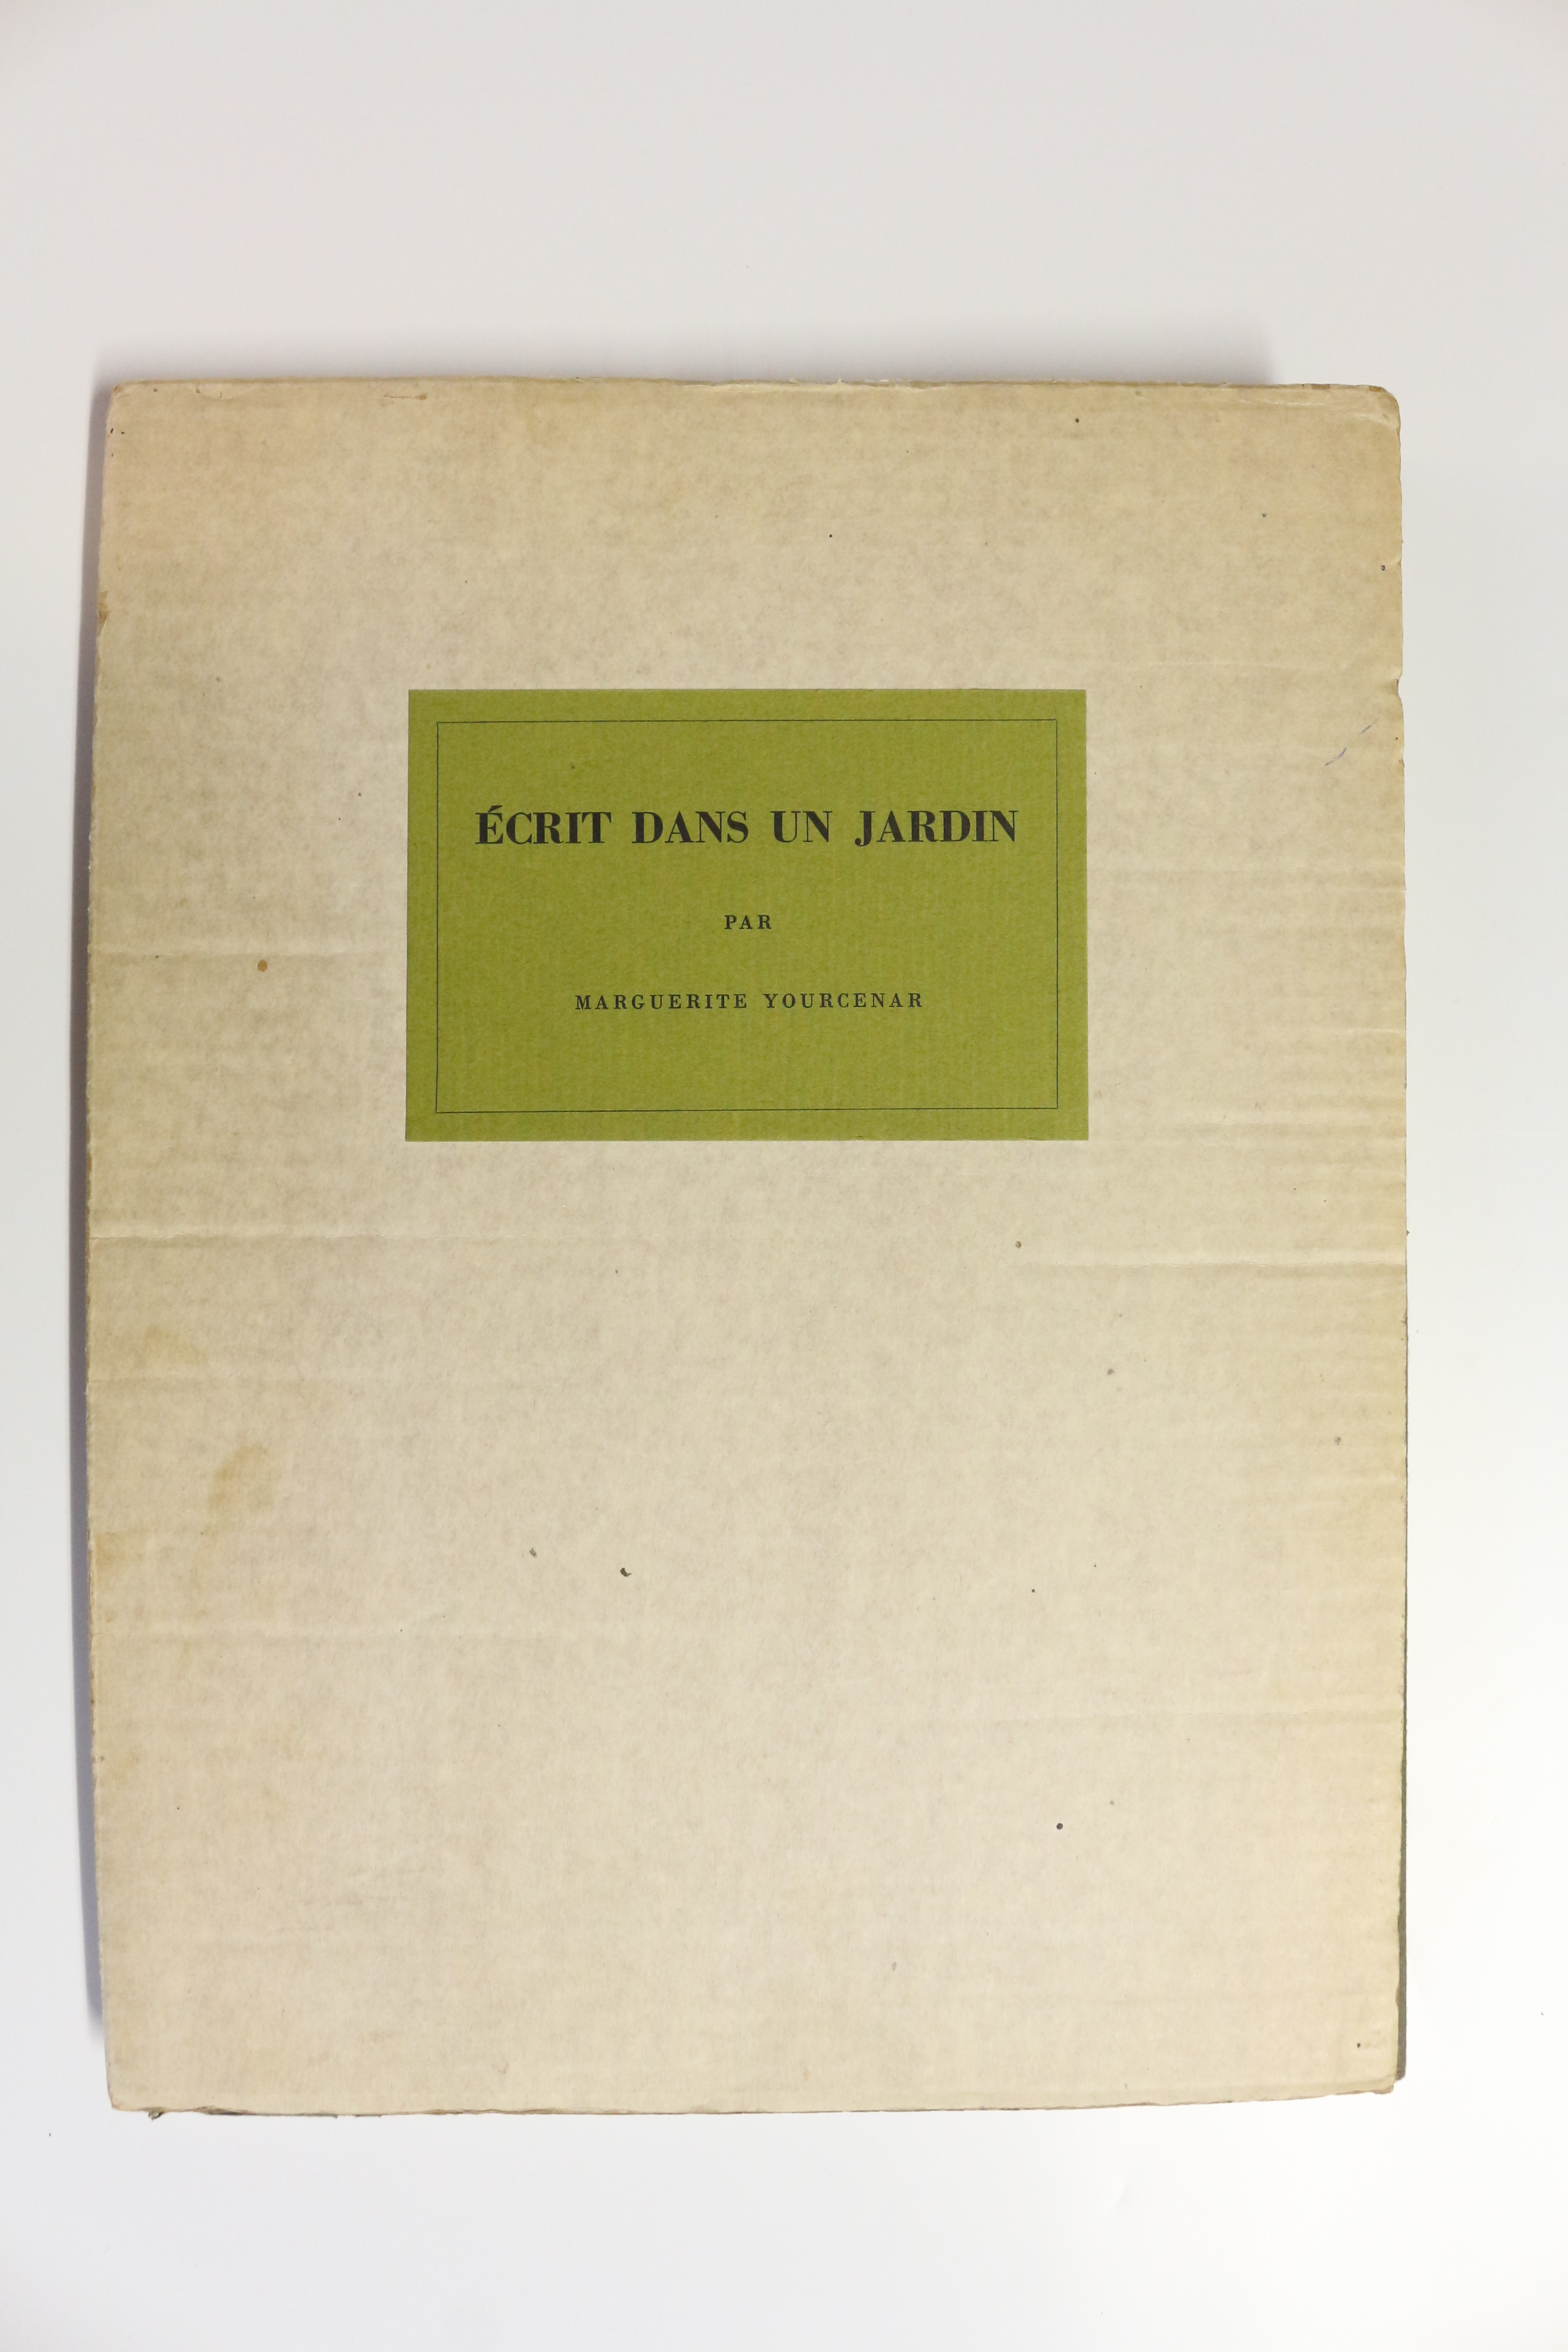 ÉCRIT DANS UN JARDIN
PAR
MARGUERITE YOURCENAR